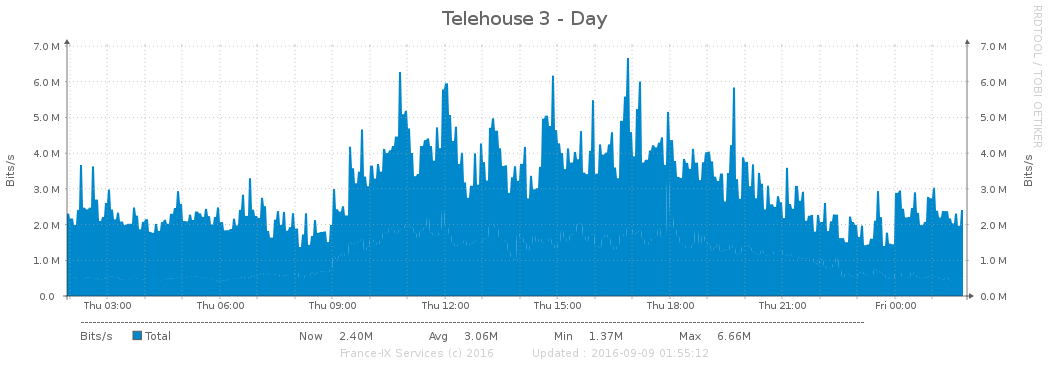 Telehouse 3 - Day
RRDTOOL / TOBI OETIKER
Bits/s
7.0 M
6.0 M
5.0 M
4.0 M
3.0 M
2.0 M
1.0 M
0.0
7.0 M
6.0 M
5.0 M
4.0 M
3.0 M
2.0 M
1.0 M
0.0 M
Bits/s
Thu 03:00 Thu 06:00 Thu 09:00 Thu 12:00 Thu 15:00 Thu 18:00 Thu 21:00 Fri 00:00
Bits/s Total Now 2.40M Avg 3.06M Min 1.37M Max 6.66M
France-IX Services (c) 2016 Updated : 2016-09-09 01:55:12